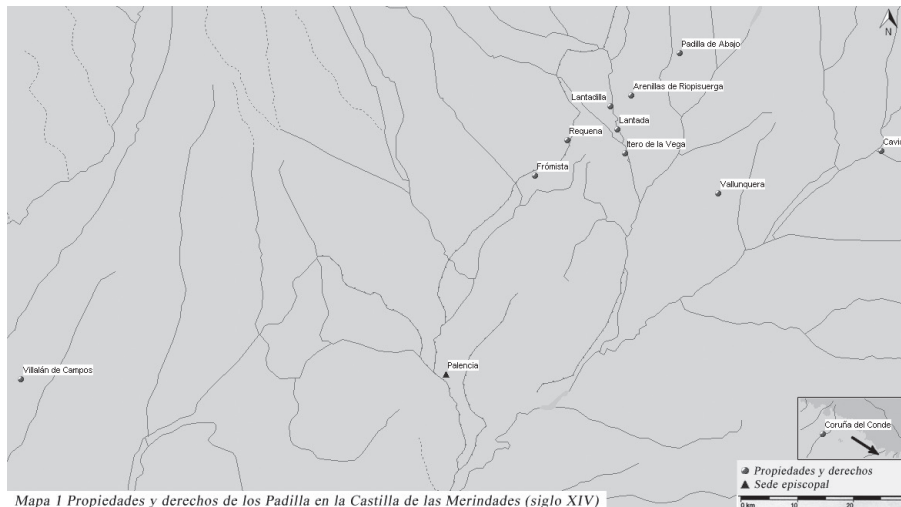 N
Padilla de Abajo
Arenillas de Riopisuerga
Lantadilla
Lantada
Requena
Itero de la Vega
Cavia
Frómista
Vallunquera
Palencia
Villalán de Campos
Coruña del Conde
Propiedades y derechos
Sede episcopal
0 km 10 20
Mapa 1 Propiedades y derechos de los Padilla en la Castilla de las Merindades (siglo XIV)